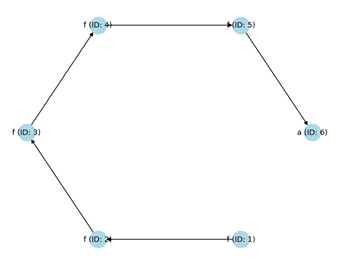 f (ID: 4)
f (ID: 5)
f (ID: 3)
a (ID: 6)
f (ID: 2)
f (ID: 1)